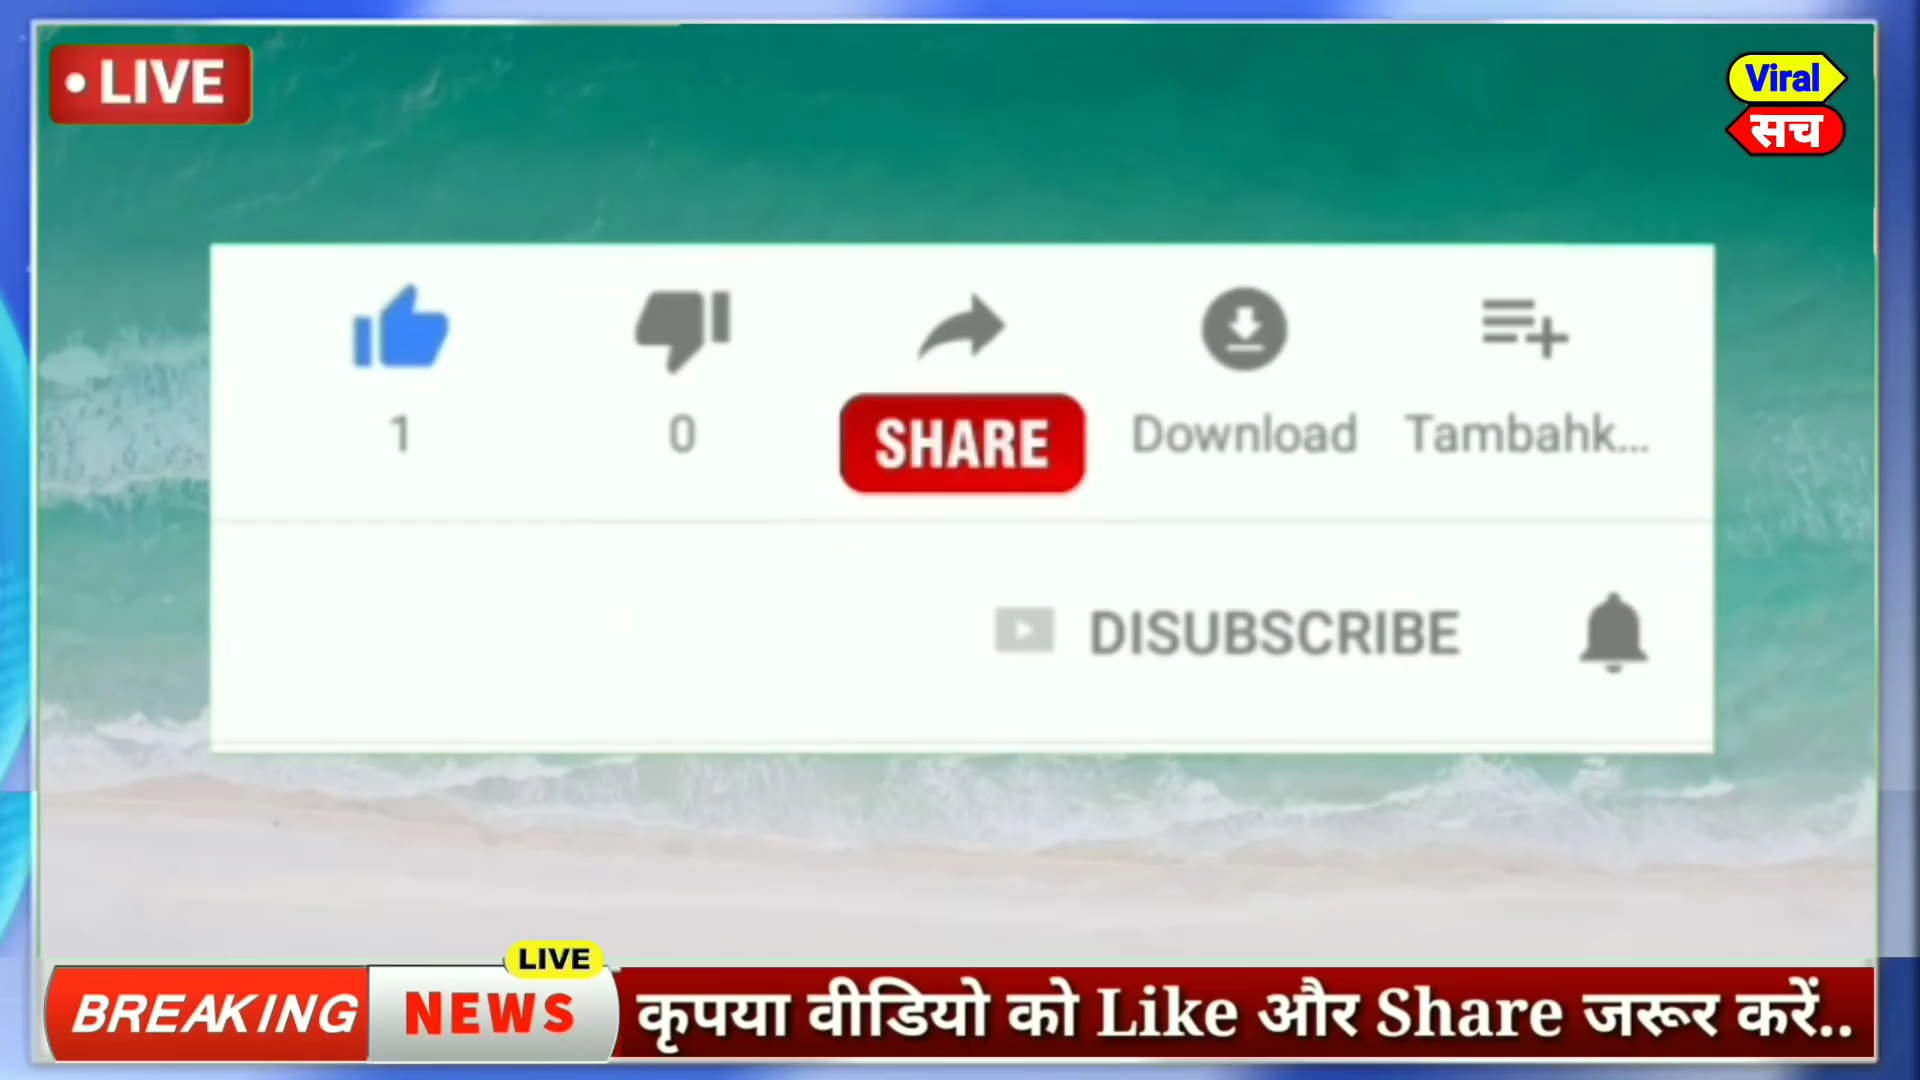 LIVE
Viral
सच
1
0
SHARE
Download
Tambahk...
DISUBSCRIBE
LIVE
BREAKING NEWS
कृपया वीडियो को Like और Share जरूर करें..